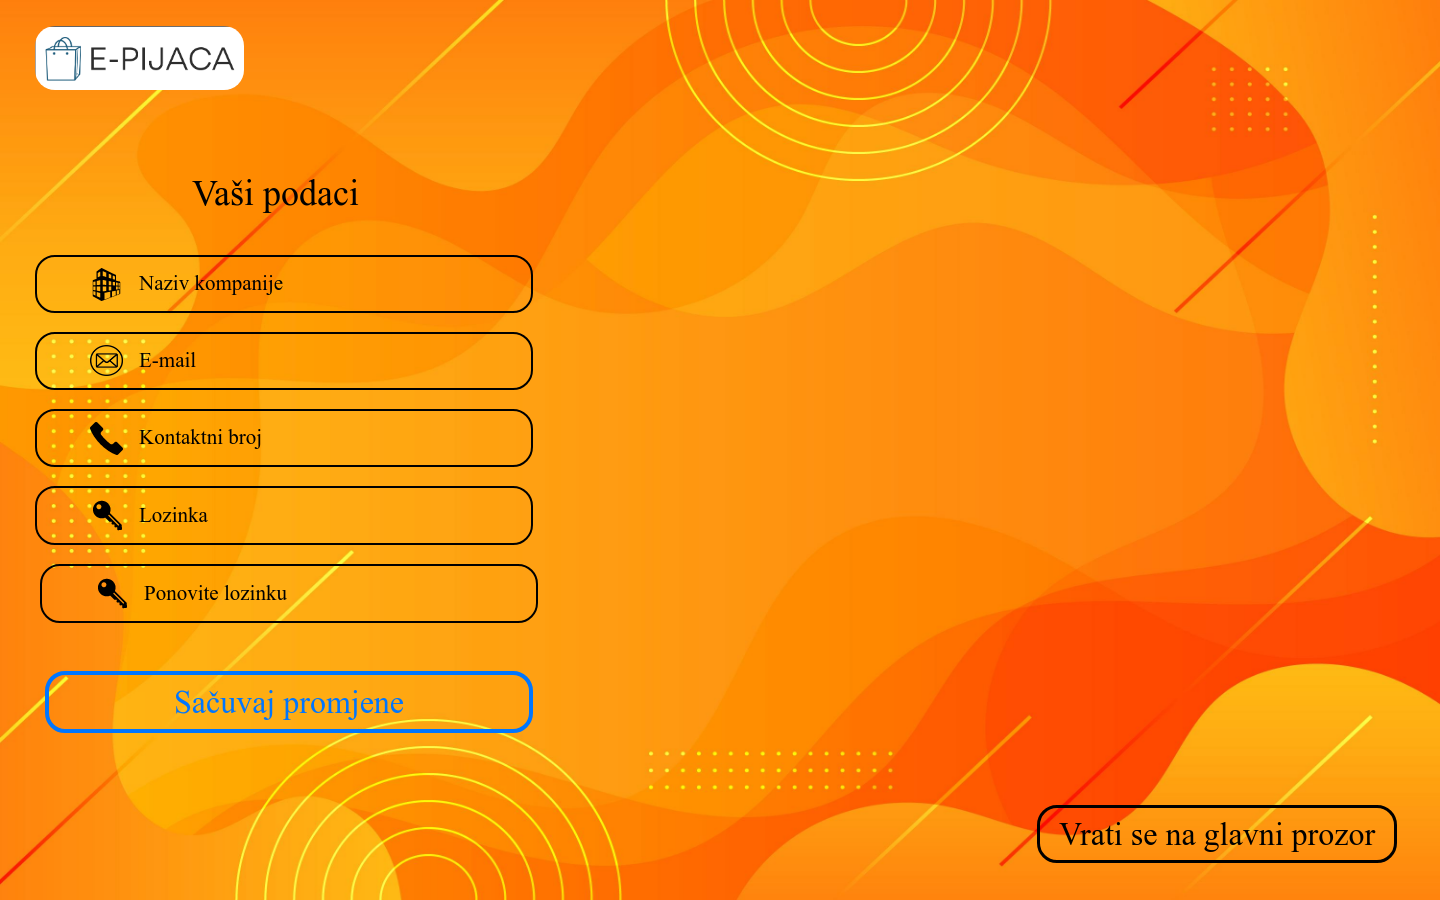 E-PIJACA
Vaši podaci
Naziv kompanije
E-mail
Kontaktni broj
Lozinka
Ponovite lozinku
Sačuvaj promjene
Vrati se na glavni prozor